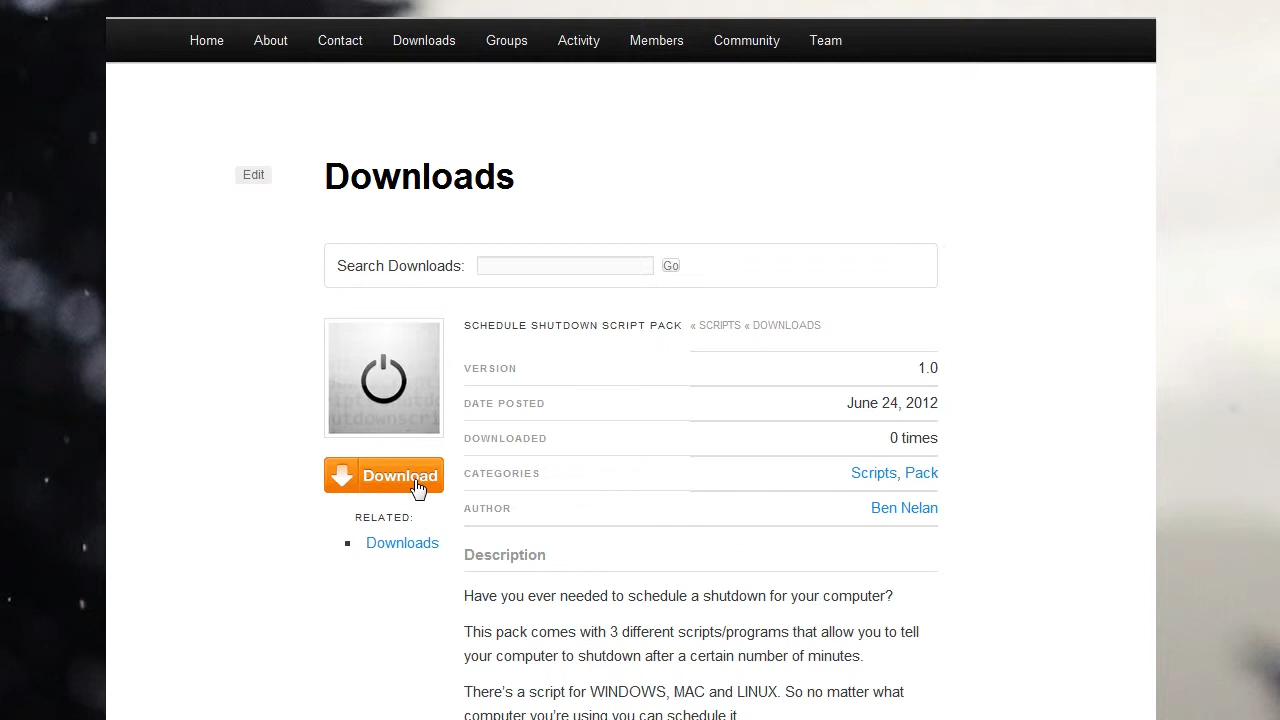 Home About Contact Downloads Groups Activity Members Community Team
Edit
Downloads
Search Downloads: Go
SCHEDULE SHUTDOWN SCRIPT PACK « SCRIPTS « DOWNLOADS
VERSION 1.0
DATE POSTED June 24, 2012
DOWNLOADED 0 times
CATEGORIES Scripts, Pack
AUTHOR Ben Nelan
Download
RELATED:
Downloads
Description
Have you ever needed to schedule a shutdown for your computer?
This pack comes with 3 different scripts/programs that allow you to tell
your computer to shutdown after a certain number of minutes.
There's a script for WINDOWS, MAC and LINUX. So no matter what
computer you're using you can schedule it.